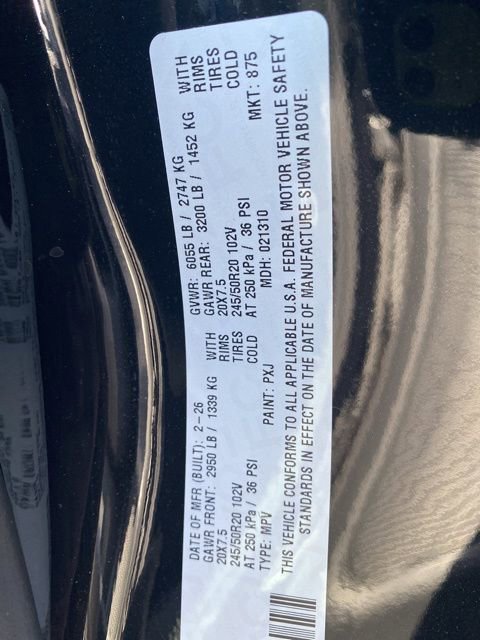 DATE OF MFR (BUILT): 2-26 GVWR: 6055 LB / 2747 KG
GAWR FRONT: 2950 LB / 1339 KG WITH GAWR REAR: 3200 LB / 1452 KG WITH
20X7.5 RIMS 20X7.5 RIMS
245/50R20 102V TIRES 245/50R20 102V TIRES
AT 250 kPa / 36 PSI COLD AT 250 kPa / 36 PSI COLD
TYPE: MPV PAINT: PXJ MDH: 021310 MKT: 875
THIS VEHICLE CONFORMS TO ALL APPLICABLE U.S.A. FEDERAL MOTOR VEHICLE SAFETY
STANDARDS IN EFFECT ON THE DATE OF MANUFACTURE SHOWN ABOVE.